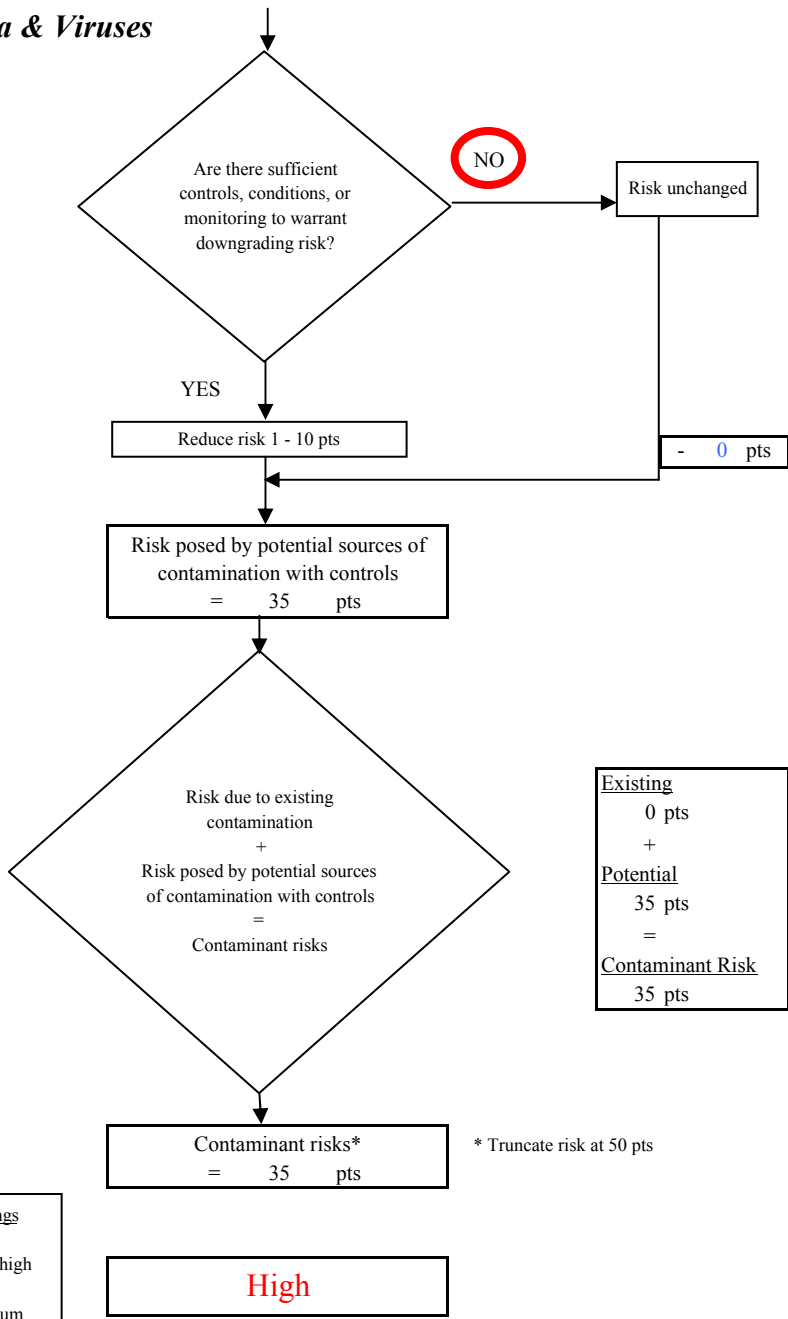 & Viruses
Are there sufficient
controls, conditions, or
monitoring to warrant
downgrading risk?
NO
Risk unchanged
YES
Reduce risk 1 - 10 pts
- 0 pts
Risk posed by potential sources of
contamination with controls
= 35 pts
Risk due to existing
contamination
+
Risk posed by potential sources
of contamination with controls
=
Contaminant risks
Existing
0 pts
+
Potential
35 pts
=
Contaminant Risk
35 pts
Contaminant risks*
= 35 pts
* Truncate risk at 50 pts
high
High